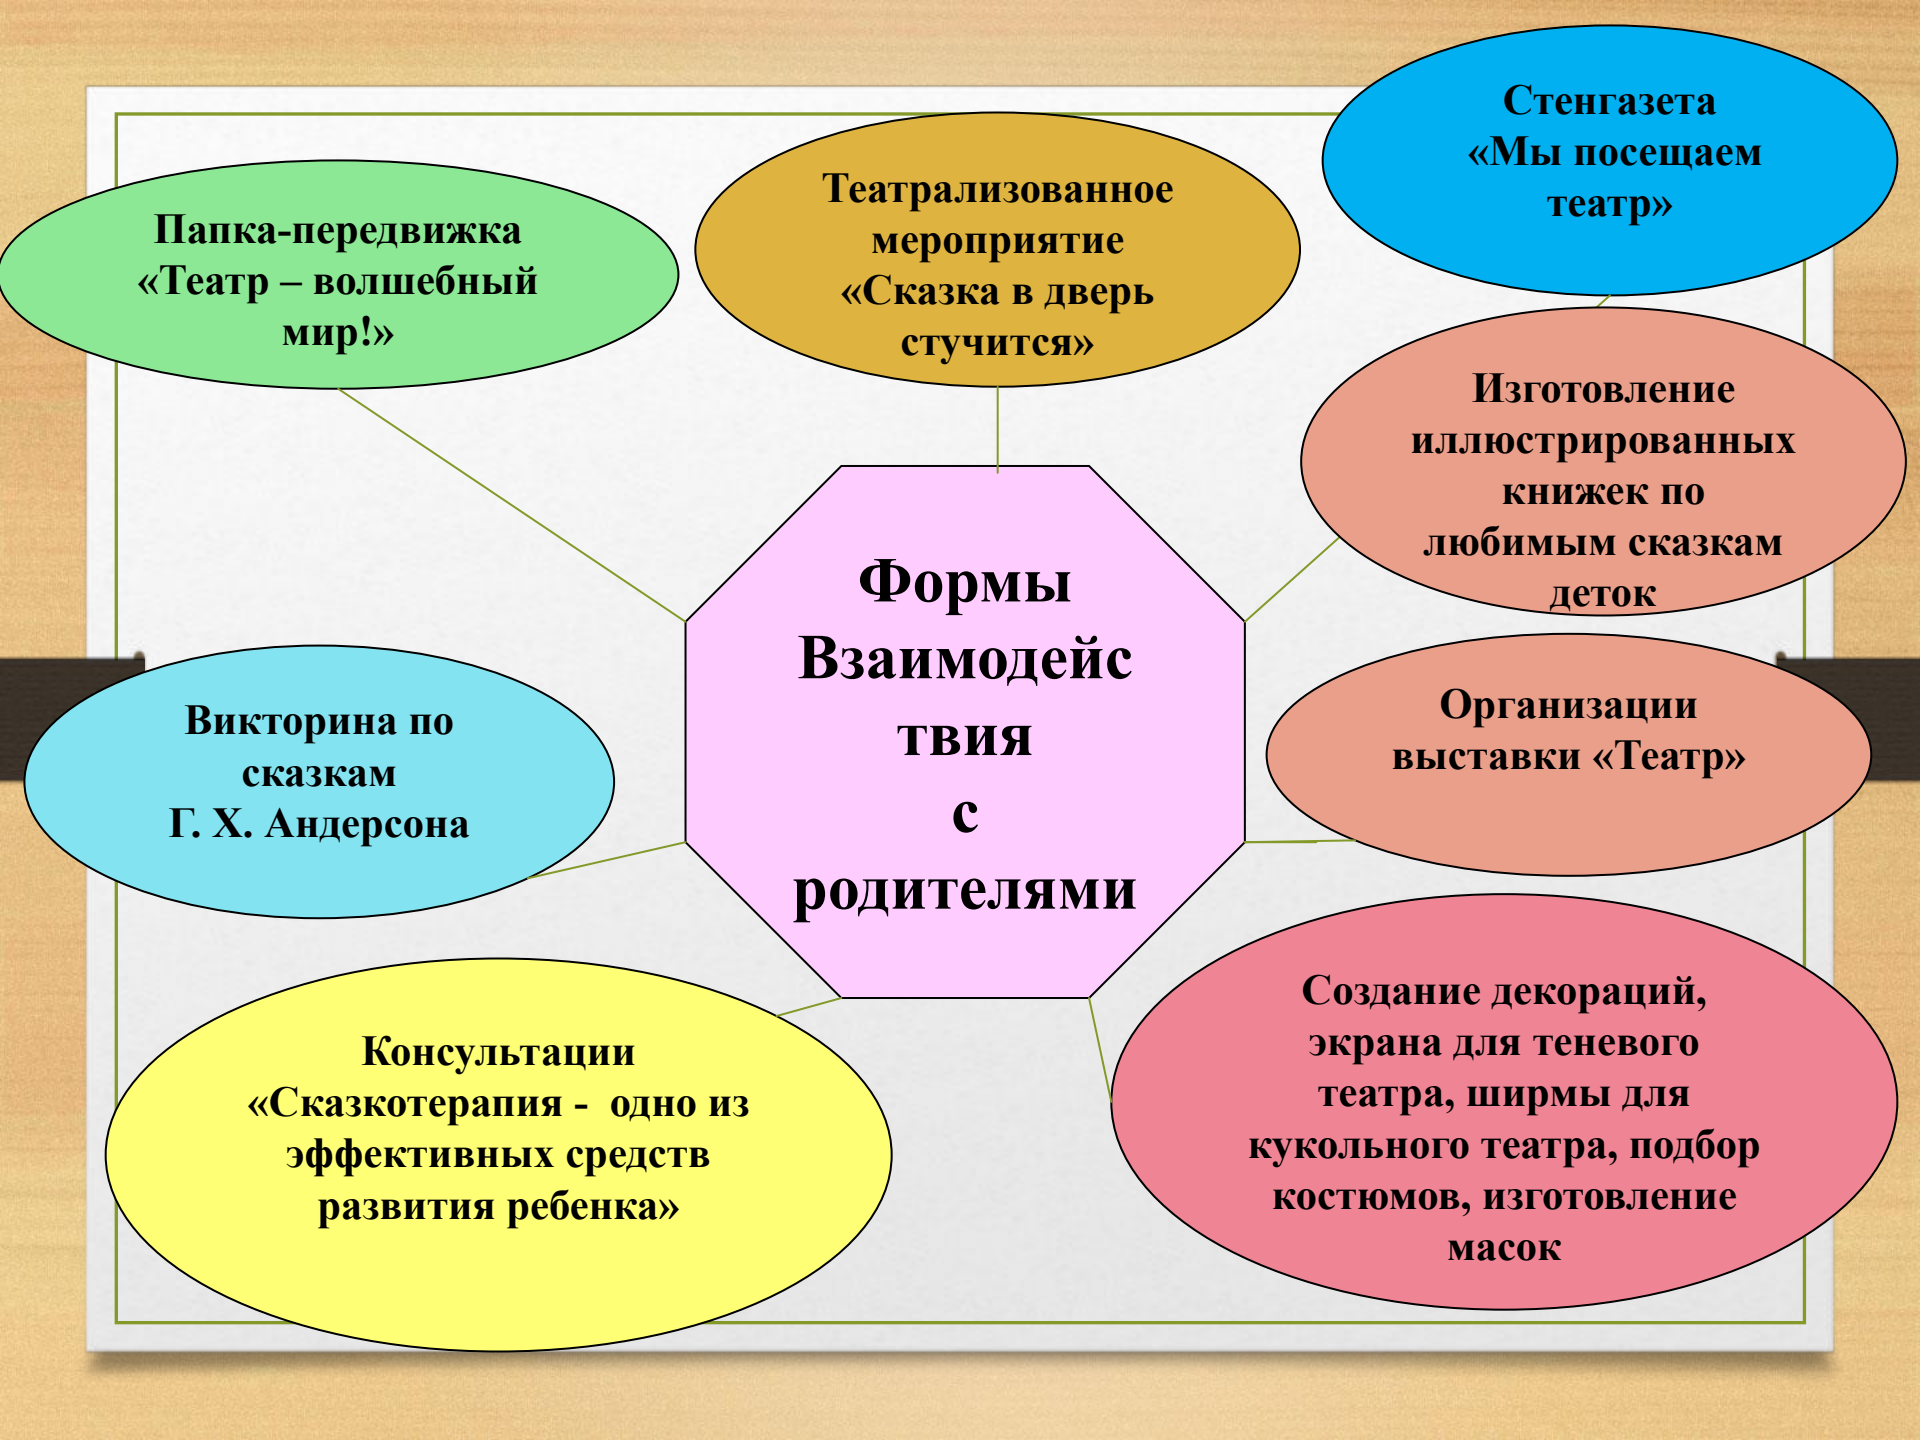 Стенгазета
«Мы посещаем
театр»
Театрализованное
мероприятие
«Сказка в дверь
стучится»
Папка-передвижка
«Театр – волшебный
мир!»
Изготовление
иллюстрированных
книжек по
любимым сказкам
деток
Формы
Взаимодейс
твия
с
родителями
Викторина по
сказкам
Г. Х. Андерсона
Организации
выставки «Театр»
Консультации
«Сказкотерапия -  одно из
эффективных средств
развития ребенка»
Создание декораций,
экрана для теневого
театра, ширмы для
кукольного театра, подбор
костюмов, изготовление
масок